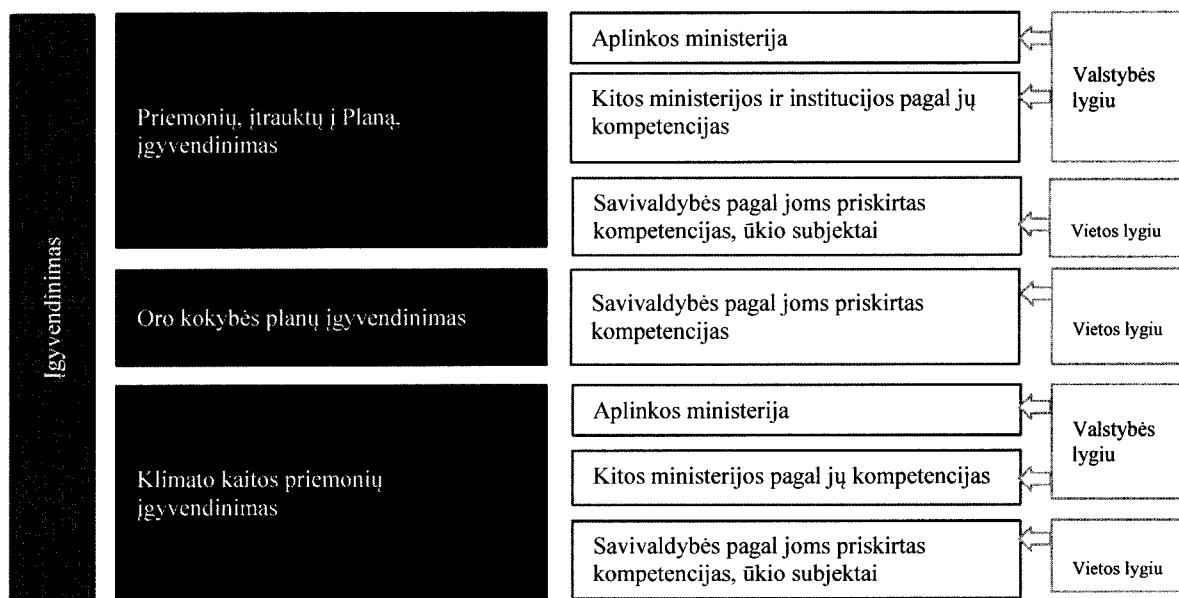 Įgyvendinimas
Priemonių, įtrauktų į Planą,
įgyvendinimas
Aplinkos ministerija
Kitos ministerijos ir institucijos pagal jų
kompetencijas
Valstybės
lygiu
Savivaldybės pagal joms priskirtas
kompetencijas, ūkio subjektai
Vietos lygiu
Oro kokybės planų įgyvendinimas
Savivaldybės pagal joms priskirtas
kompetencijas
Vietos lygiu
Klimato kaitos priemonių
įgyvendinimas
Aplinkos ministerija
Kitos ministerijos pagal jų kompetencijas
Valstybės
lygiu
Savivaldybės pagal joms priskirtas
kompetencijas, ūkio subjektai
Vietos lygiu